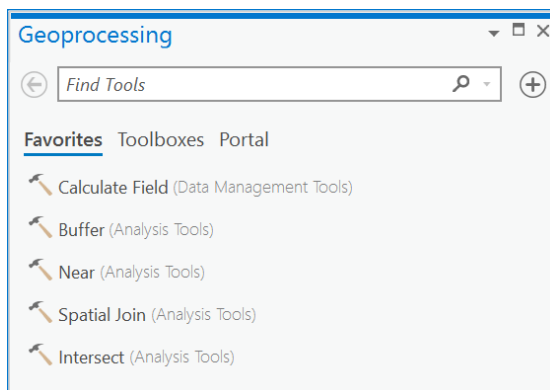 Geoprocessing
Find Tools
Favorites Toolboxes Portal
Calculate Field (Data Management Tools)
Buffer (Analysis Tools)
Near (Analysis Tools)
Spatial Join (Analysis Tools)
Intersect (Analysis Tools)